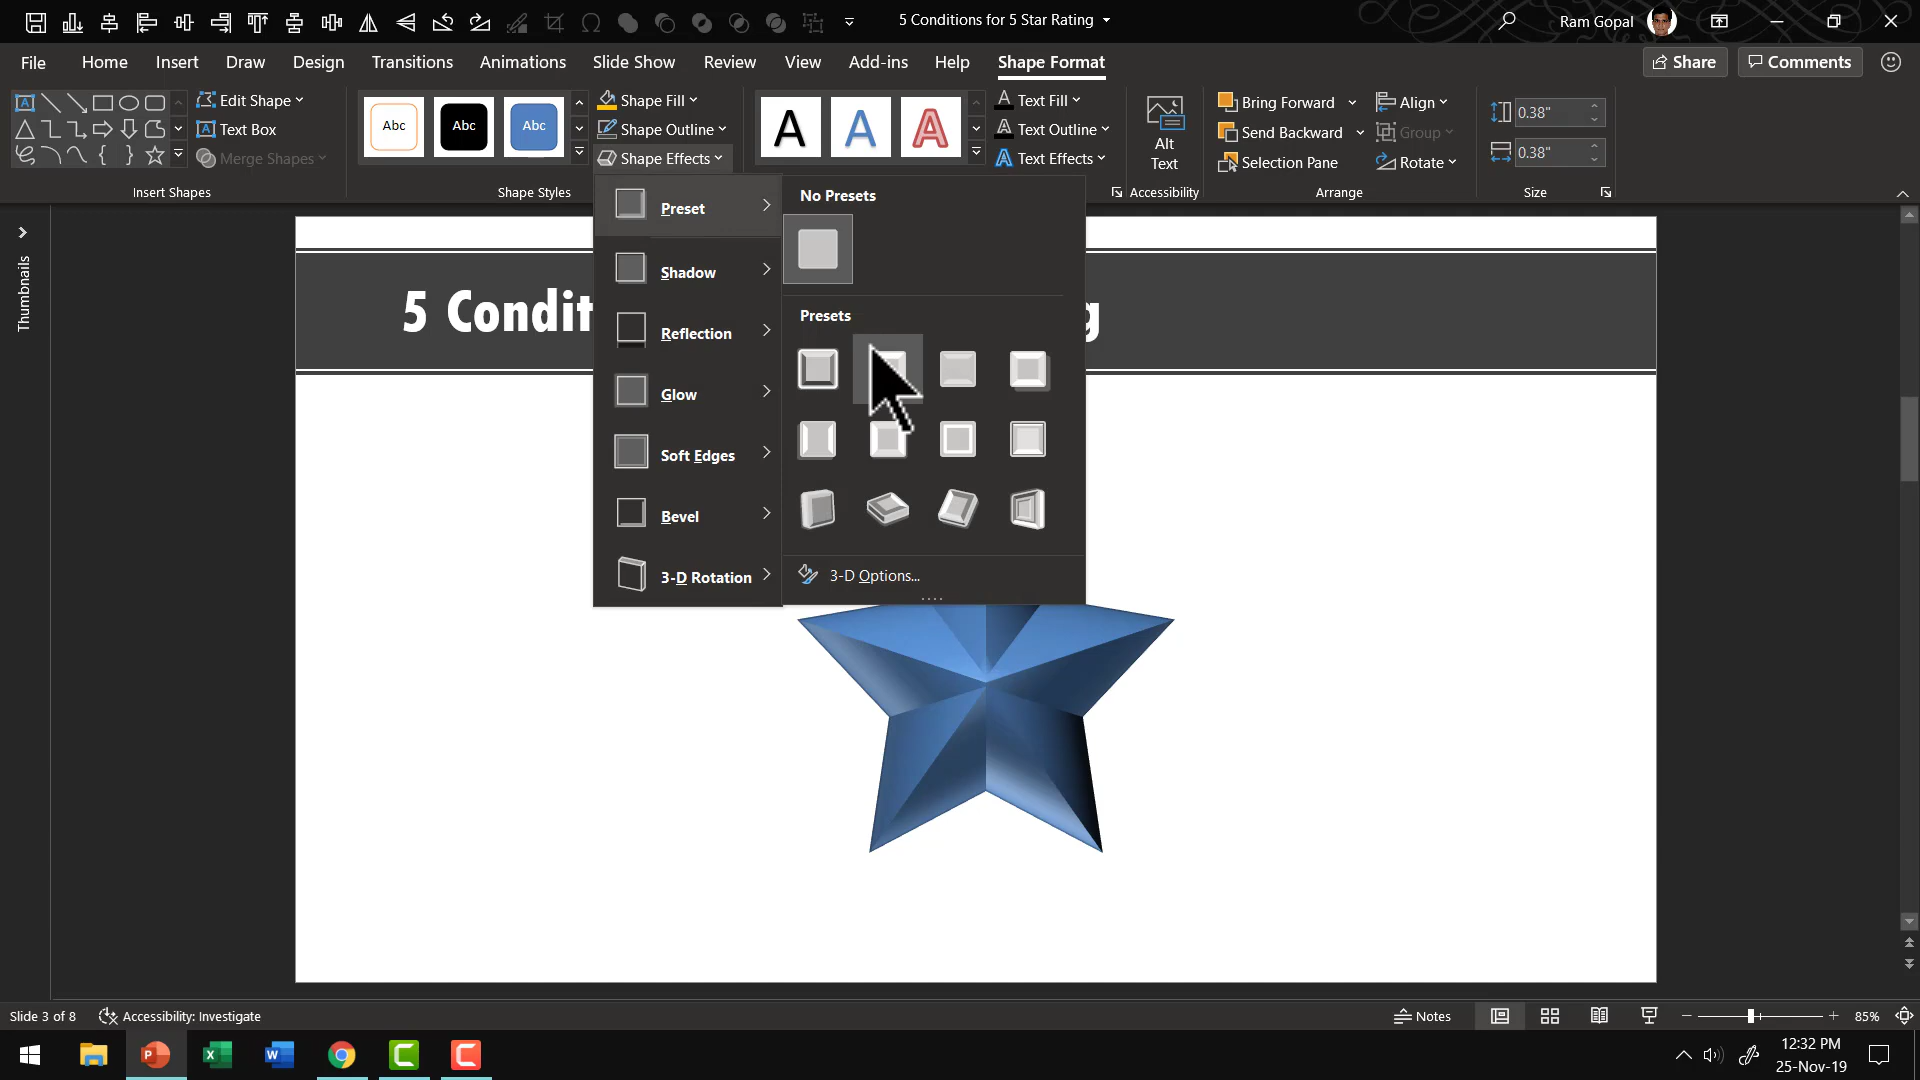 5 Conditions for 5 Star Rating
Ram Gopal
File Home Insert Draw Design Transitions Animations Slide Show Review View Add-ins Help Shape Format
Share Comments
Edit Shape
Text Box
Merge Shapes
Insert Shapes
Abc Abc Abc
Shape Styles
Shape Fill
Shape Outline
Shape Effects
A A A
Text Fill
Text Outline
Text Effects
Alt
Text
Accessibility
Bring Forward
Send Backward
Selection Pane
Align
Group
Rotate
Arrange
0.38"
0.38"
Size
Thumbnails
Preset
Shadow
Reflection
Glow
Soft Edges
Bevel
3-D Rotation
No Presets
Presets
3-D Options...
5 Condit
g
Slide 3 of 8 Accessibility: Investigate
Notes
85%
12:32 PM
25-Nov-19